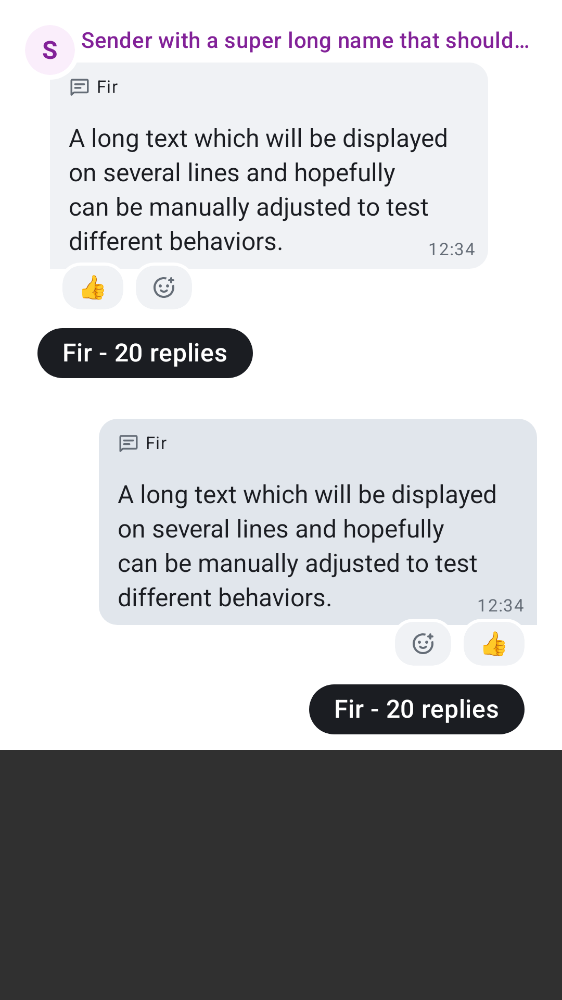 S
Sender with a super long name that should…
Fir
A long text which will be displayed
on several lines and hopefully
can be manually adjusted to test
different behaviors.
12:34
👍
Fir - 20 replies
Fir
A long text which will be displayed
on several lines and hopefully
can be manually adjusted to test
different behaviors.
12:34
👍
Fir - 20 replies